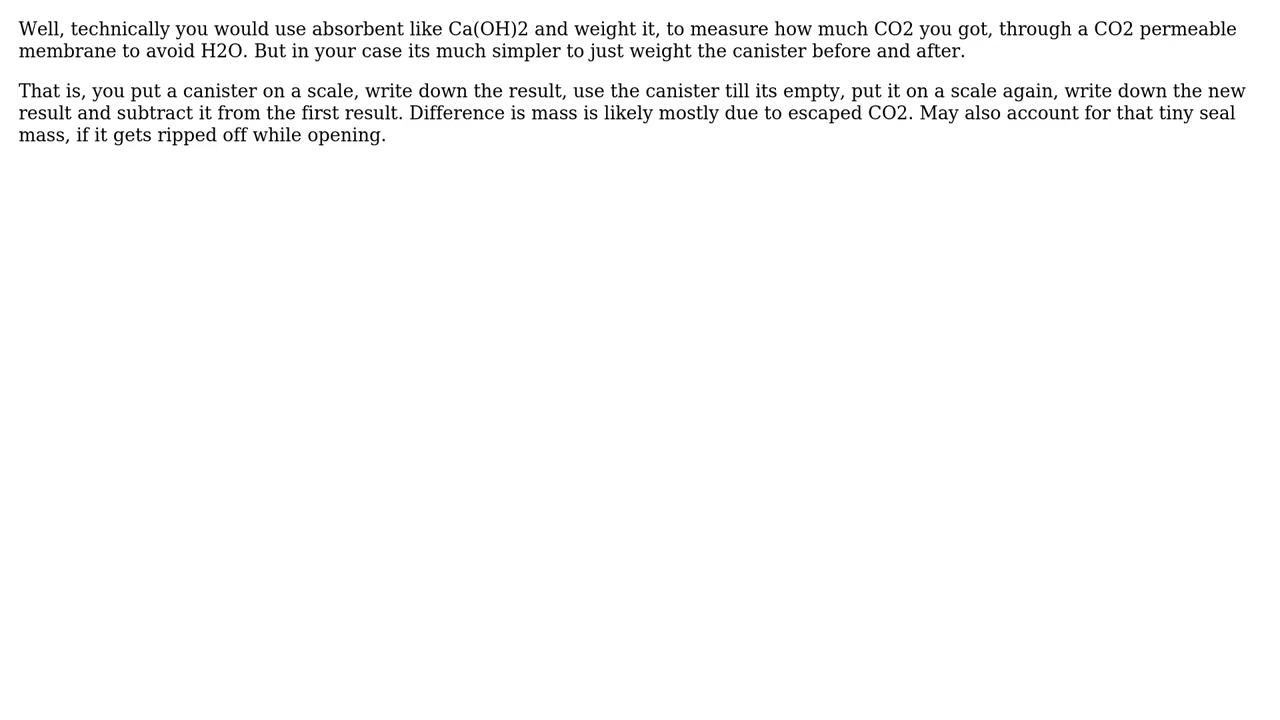 Well, technically you would use absorbent like Ca(OH)2 and weight it, to measure how much CO2 you got, through a CO2 permeable
membrane to avoid H2O. But in your case its much simpler to just weight the canister before and after.
That is, you put a canister on a scale, write down the result, use the canister till its empty, put it on a scale again, write down the new
result and subtract it from the first result. Difference is mass is likely mostly due to escaped CO2. May also account for that tiny seal
mass, if it gets ripped off while opening.